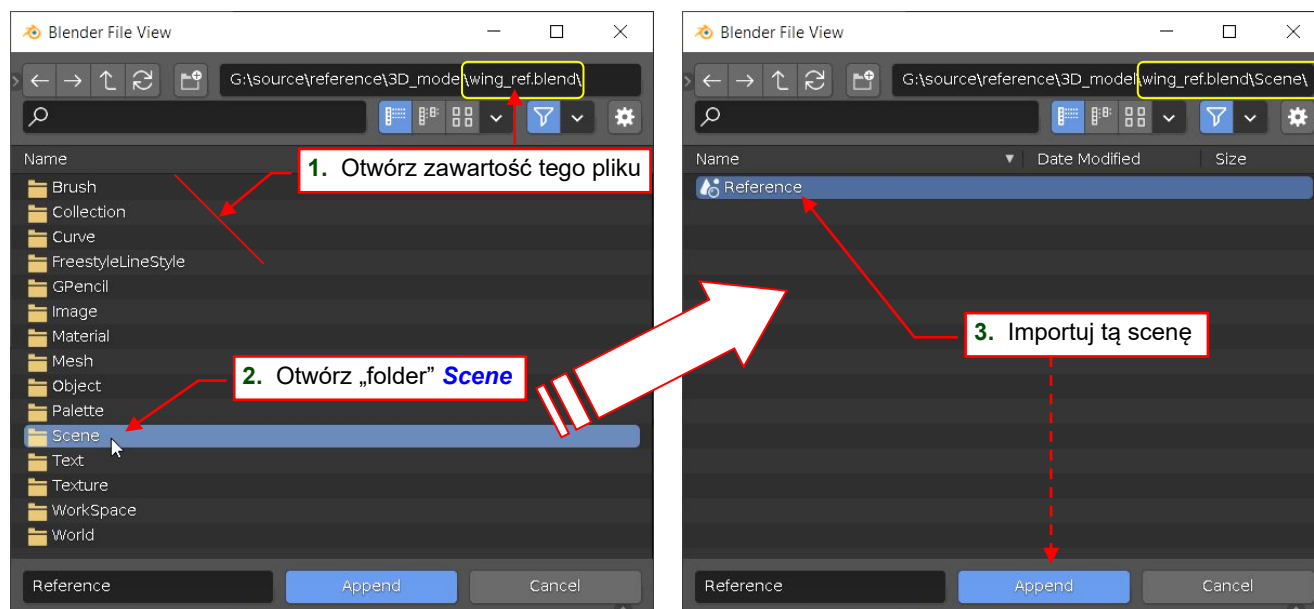 Blender File View
G:\source\reference\3D_model\wing_ref.blend\
Name
1. Otwórz zawartość tego pliku
Brush
Collection
Curve
FreestyleLineStyle
GPencil
Image
Material
Mesh
Object
2. Otwórz „folder” Scene
Palette
Scene
Text
Texture
WorkSpace
World
Reference
Append
Cancel
Blender File View
G:\source\reference\3D_model\wing_ref.blend\Scene\
Name Date Modified Size
Reference
3. Importuj tą scenę
Reference
Append
Cancel